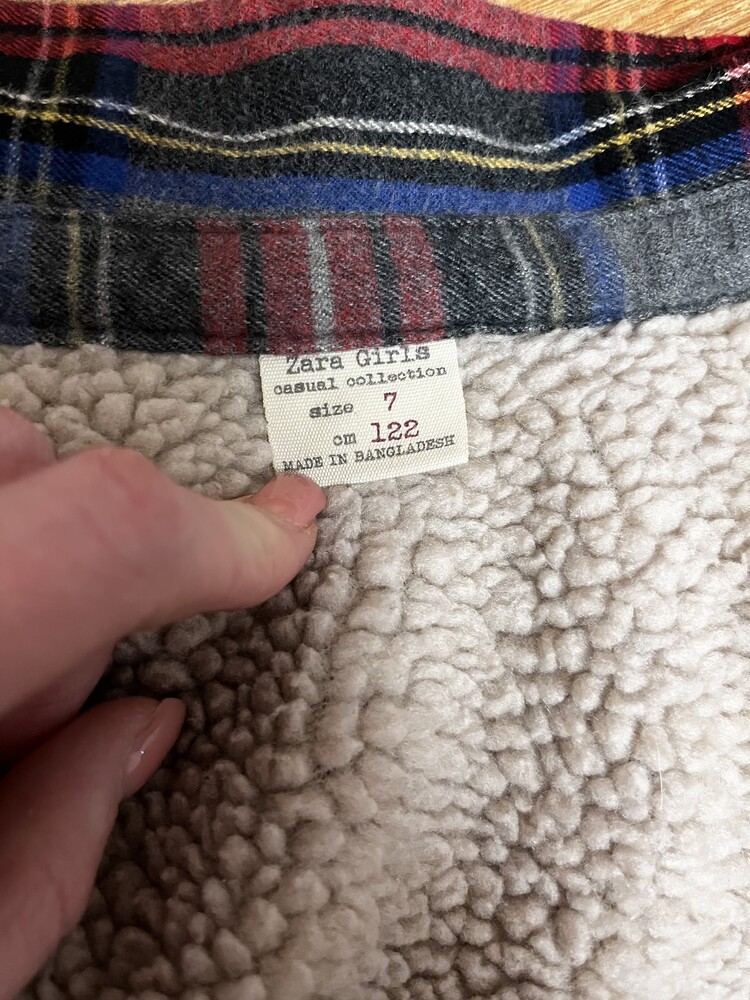 Zara Girls
casual collection
size 7
cm 122
MADE IN BANGLADESH